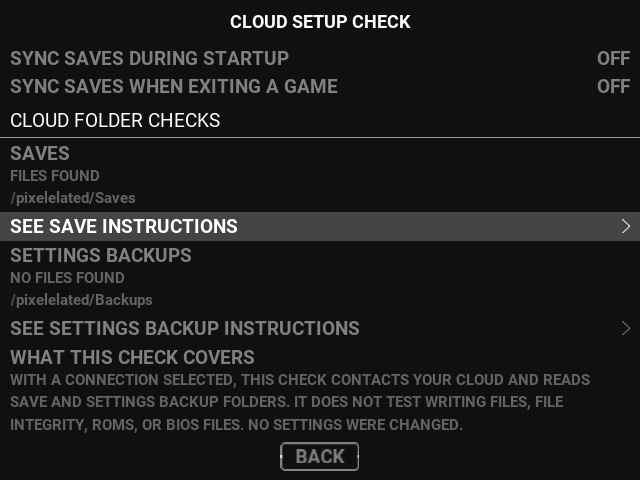 CLOUD SETUP CHECK
SYNC SAVES DURING STARTUP OFF
SYNC SAVES WHEN EXITING A GAME OFF
CLOUD FOLDER CHECKS
SAVES
FILES FOUND
/pixelelated/Saves
SEE SAVE INSTRUCTIONS
SETTINGS BACKUPS
NO FILES FOUND
/pixelelated/Backups
SEE SETTINGS BACKUP INSTRUCTIONS
WHAT THIS CHECK COVERS
WITH A CONNECTION SELECTED, THIS CHECK CONTACTS YOUR CLOUD AND READS
SAVE AND SETTINGS BACKUP FOLDERS. IT DOES NOT TEST WRITING FILES, FILE
INTEGRITY, ROMS, OR BIOS FILES. NO SETTINGS WERE CHANGED.
BACK